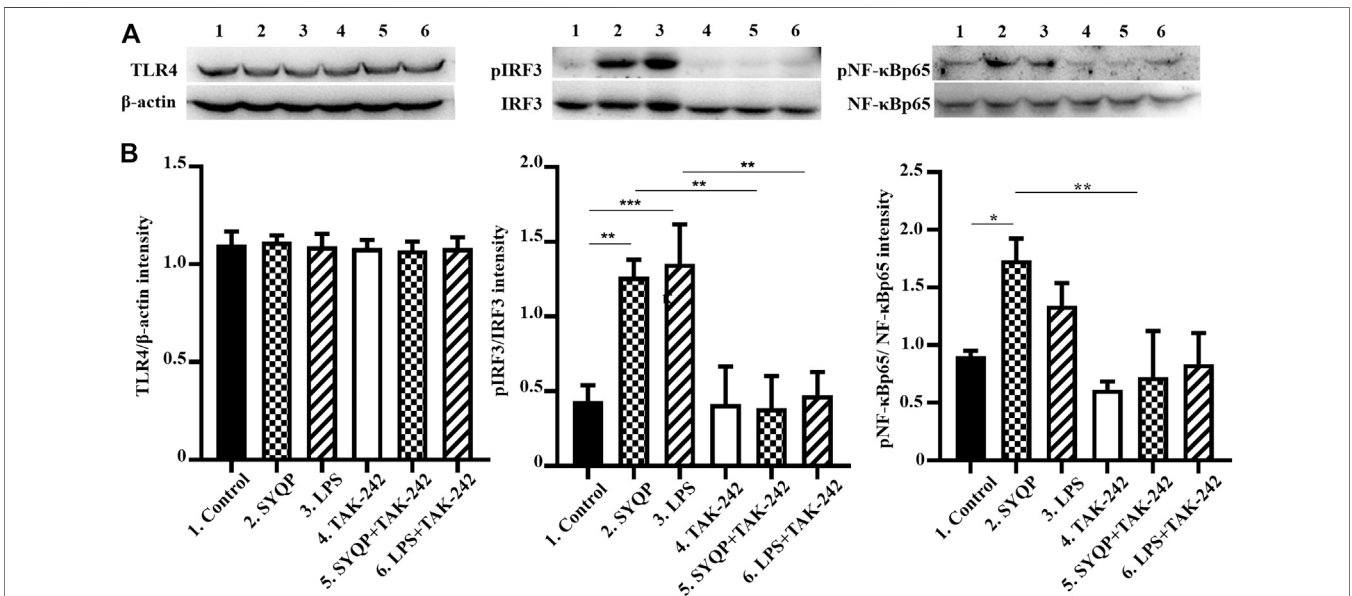 A
1 2 3 4 5 6
TLR4
β-actin
1 2 3 4 5 6
pIRF3
IRF3
1 2 3 4 5 6
pNF-κBp65
NF-κBp65
B
TLR4/β-actin intensity
1.5
1.0
0.5
0
1. Control
2. SYQP
3. LPS
4. TAK-242
5. SYQP+TAK-242
6. LPS+TAK-242
pIRF3/IRF3 intensity
2.0
1.5
1.0
0.5
0
**
**
***
**
1. Control
2. SYQP
3. LPS
4. TAK-242
5. SYQP+TAK-242
6. LPS+TAK-242
pNF-κBp65/ NF-κBp65 intensity
2.5
2.0
1.5
1.0
0.5
0
**
*
1. Control
2. SYQP
3. LPS
4. TAK-242
5. SYQP+TAK-242
6. LPS+TAK-242